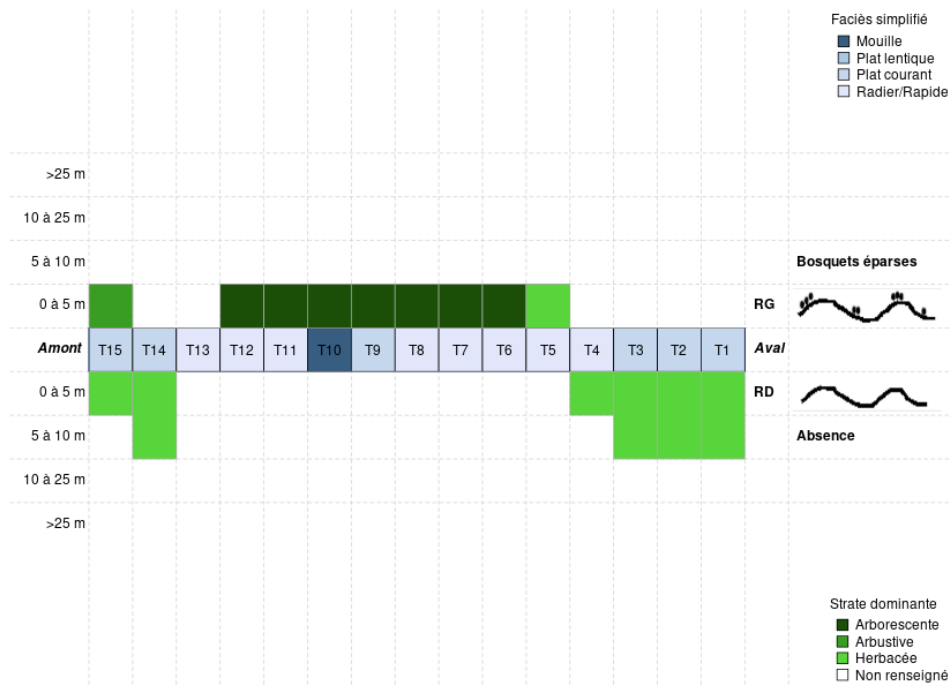 Faciès simplifié
Mouille
Plat lentique
Plat courant
Radier/Rapide
>25 m
10 à 25 m
5 à 10 m
Bosquets éparses
0 à 5 m
RG
Amont T15 T14 T13 T12 T11 T10 T9 T8 T7 T6 T5 T4 T3 T2 T1 Aval
0 à 5 m
RD
5 à 10 m
Absence
10 à 25 m
>25 m
Strate dominante
Arborescente
Arbustive
Herbacée
Non renseigné